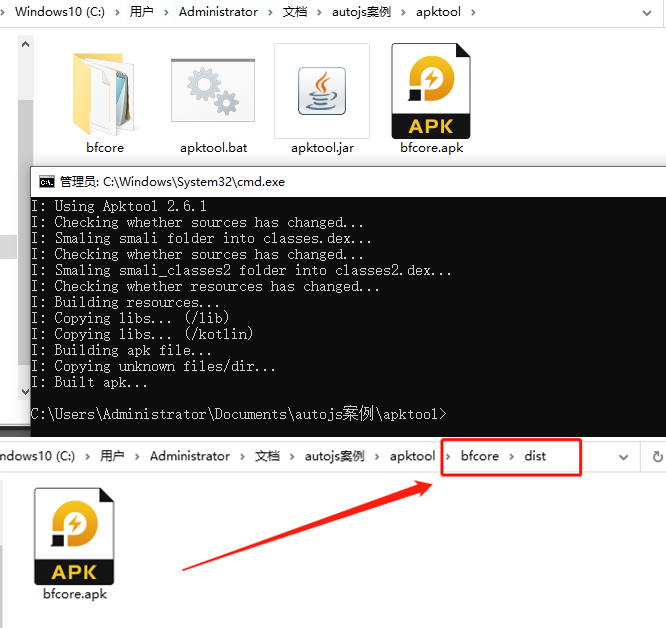 Windows10 (C:) › 用户 › Administrator › 文档 › autojs案例 › apktool
bfcore
apktool.bat
apktool.jar
APK
bfcore.apk
管理员: C:\Windows\System32\cmd.exe
I: Using Apktool 2.6.1
I: Checking whether sources has changed...
I: Smaling smali folder into classes.dex...
I: Checking whether sources has changed...
I: Smaling smali_classes2 folder into classes2.dex...
I: Checking whether resources has changed...
I: Building resources...
I: Copying libs... (/lib)
I: Copying libs... (/kotlin)
I: Building apk file...
I: Copying unknown files/dir...
I: Built apk...
C:\Users\Administrator\Documents\autojs案例\apktool>
ndows10 (C:) › 用户 › Administrator › 文档 › autojs案例 › apktool › bfcore › dist
APK
bfcore.apk